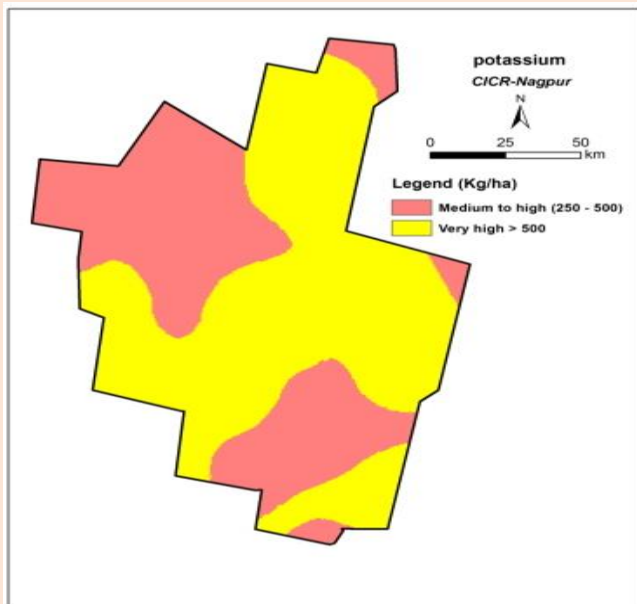 potassium
CICR-Nagpur
N
0 25 50
km
Legend (Kg/ha)
Medium to high (250 - 500)
Very high > 500